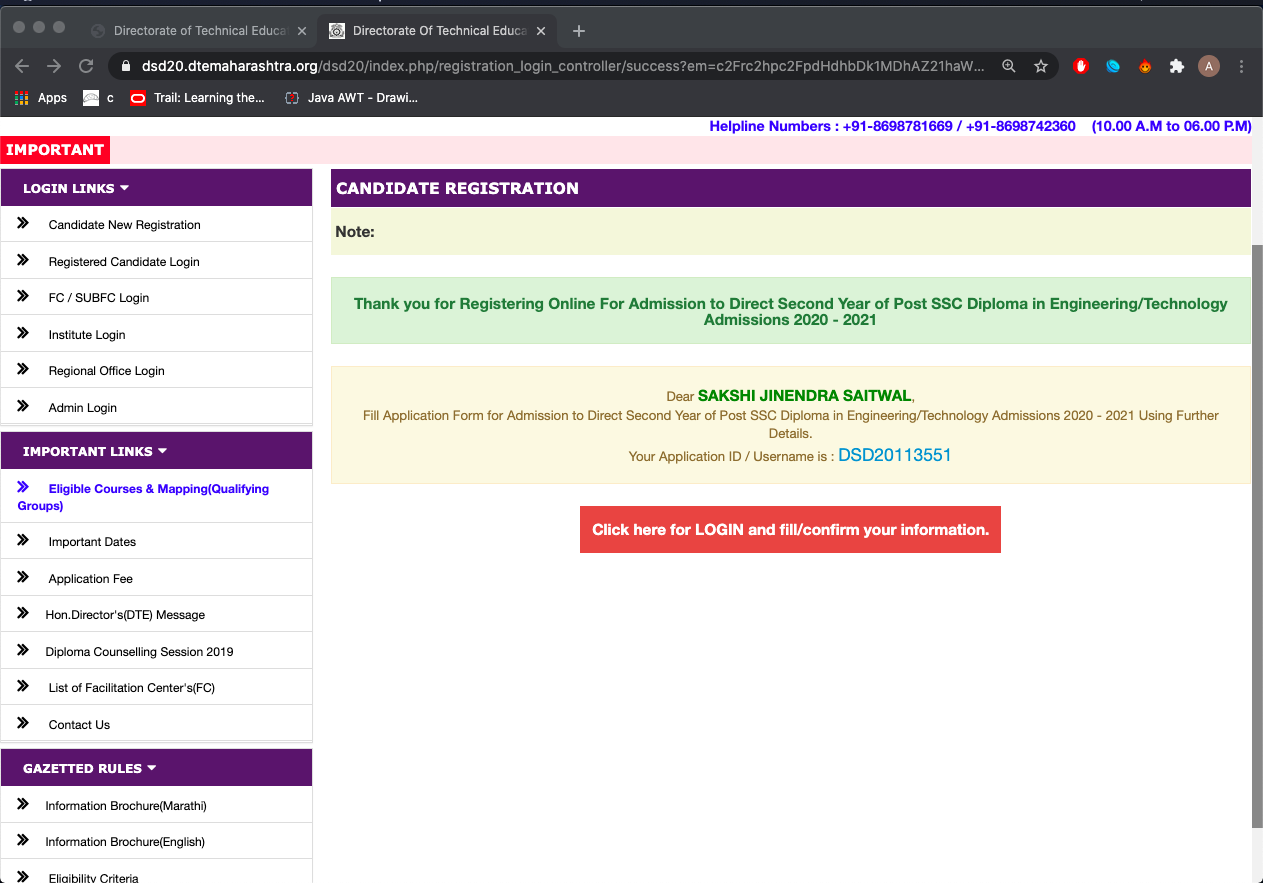 Directorate of Technical Educa
Directorate Of Technical Educa
dsd20.dtemaharashtra.org/dsd20/index.php/registration_login_controller/success?em=c2Frc2hpc2FpdHdhbDk1MDhAZ21haW...
A
Apps
c
Trail: Learning the...
Java AWT - Drawi...
Helpline Numbers : +91-8698781669 / +91-8698742360 (10.00 A.M to 06.00 P.M)
IMPORTANT
LOGIN LINKS
Candidate New Registration
Registered Candidate Login
FC / SUBFC Login
Institute Login
Regional Office Login
Admin Login
IMPORTANT LINKS
Eligible Courses & Mapping(Qualifying
Groups)
Important Dates
Application Fee
Hon.Director's(DTE) Message
Diploma Counselling Session 2019
List of Facilitation Center's(FC)
Contact Us
GAZETTED RULES
Information Brochure(Marathi)
Information Brochure(English)
Eligibility Criteria
CANDIDATE REGISTRATION
Note:
Thank you for Registering Online For Admission to Direct Second Year of Post SSC Diploma in Engineering/Technology
Admissions 2020 - 2021
Dear SAKSHI JINENDRA SAITWAL,
Fill Application Form for Admission to Direct Second Year of Post SSC Diploma in Engineering/Technology Admissions 2020 - 2021 Using Further
Details.
Your Application ID / Username is : DSD20113551
Click here for LOGIN and fill/confirm your information.